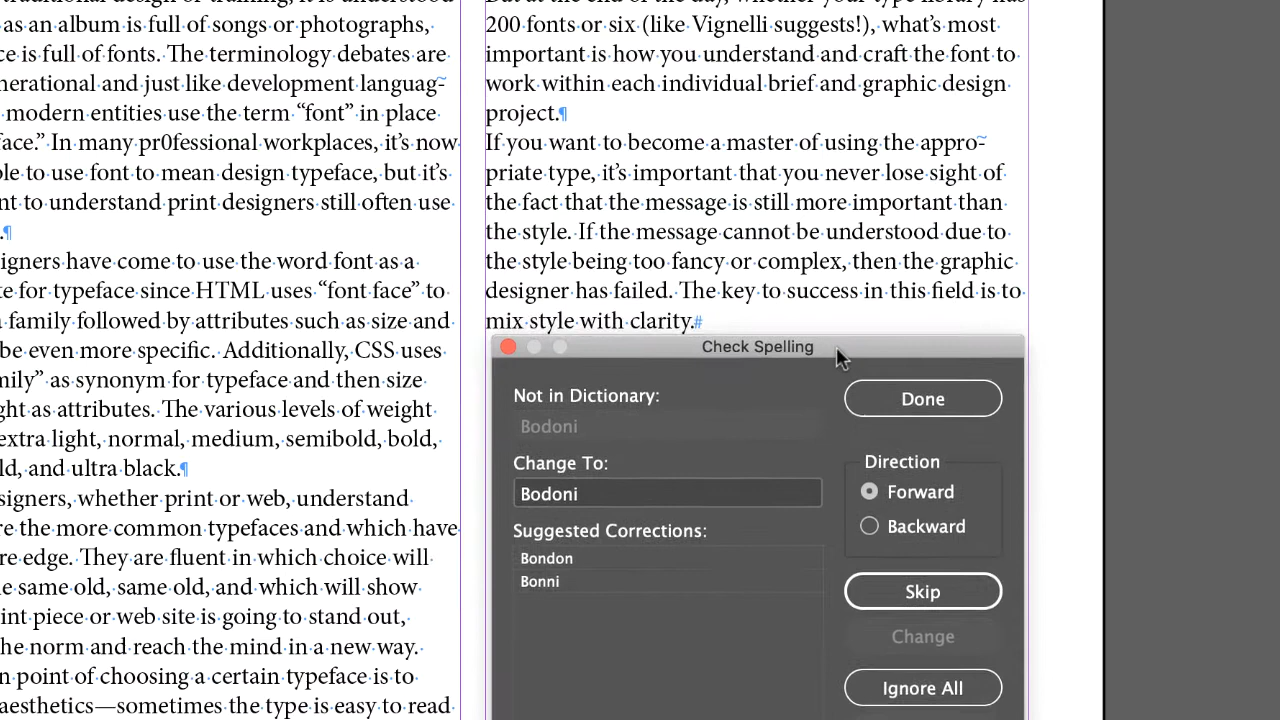 as an album is full of songs or photographs,
is full of fonts. The terminology debates are
and just like development languag-
modern entities use the term “font” in place
In many pr0fessional workplaces, it’s now
to use font to mean design typeface, but it’s
to understand print designers still often use
have come to use the word font as a
for typeface since HTML uses “font face” to
family followed by attributes such as size and
be even more specific. Additionally, CSS uses
as synonym for typeface and then size
as attributes. The various levels of weight
extra light, normal, medium, semibold, bold,
and ultra black.¶
whether print or web, understand
the more common typefaces and which have
edge. They are fluent in which choice will
same old, same old, and which will show
piece or web site is going to stand out,
the norm and reach the mind in a new way.
point of choosing a certain typeface is to
aesthetics—sometimes the type is easy to read
200 fonts or six (like Vignelli suggests!), what’s most
important is how you understand and craft the font to
work within each individual brief and graphic design
project.¶
If you want to become a master of using the appro-
priate type, it’s important that you never lose sight of
the fact that the message is still more important than
the style. If the message cannot be understood due to
the style being too fancy or complex, then the graphic
designer has failed. The key to success in this field is to
mix style with clarity.#
Check Spelling
Not in Dictionary:
Bodoni
Change To:
Bodoni
Suggested Corrections:
Bondon
Bonni
Done
Direction
Forward
Backward
Skip
Change
Ignore All